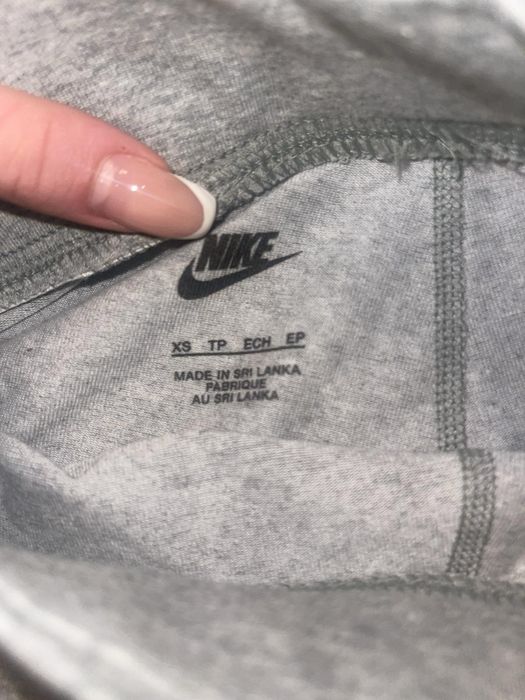 NIKE
XS TP ECH EP
MADE IN SRI LANKA
FABRIQUE
AU SRI LANKA